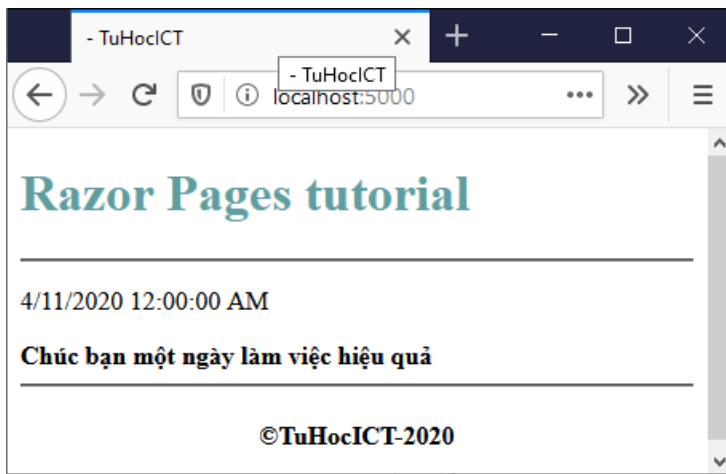 - TuHocICT
- TuHocICT
localhost:5000
Razor Pages tutorial
4/11/2020 12:00:00 AM
Chúc bạn một ngày làm việc hiệu quả
©TuHocICT-2020